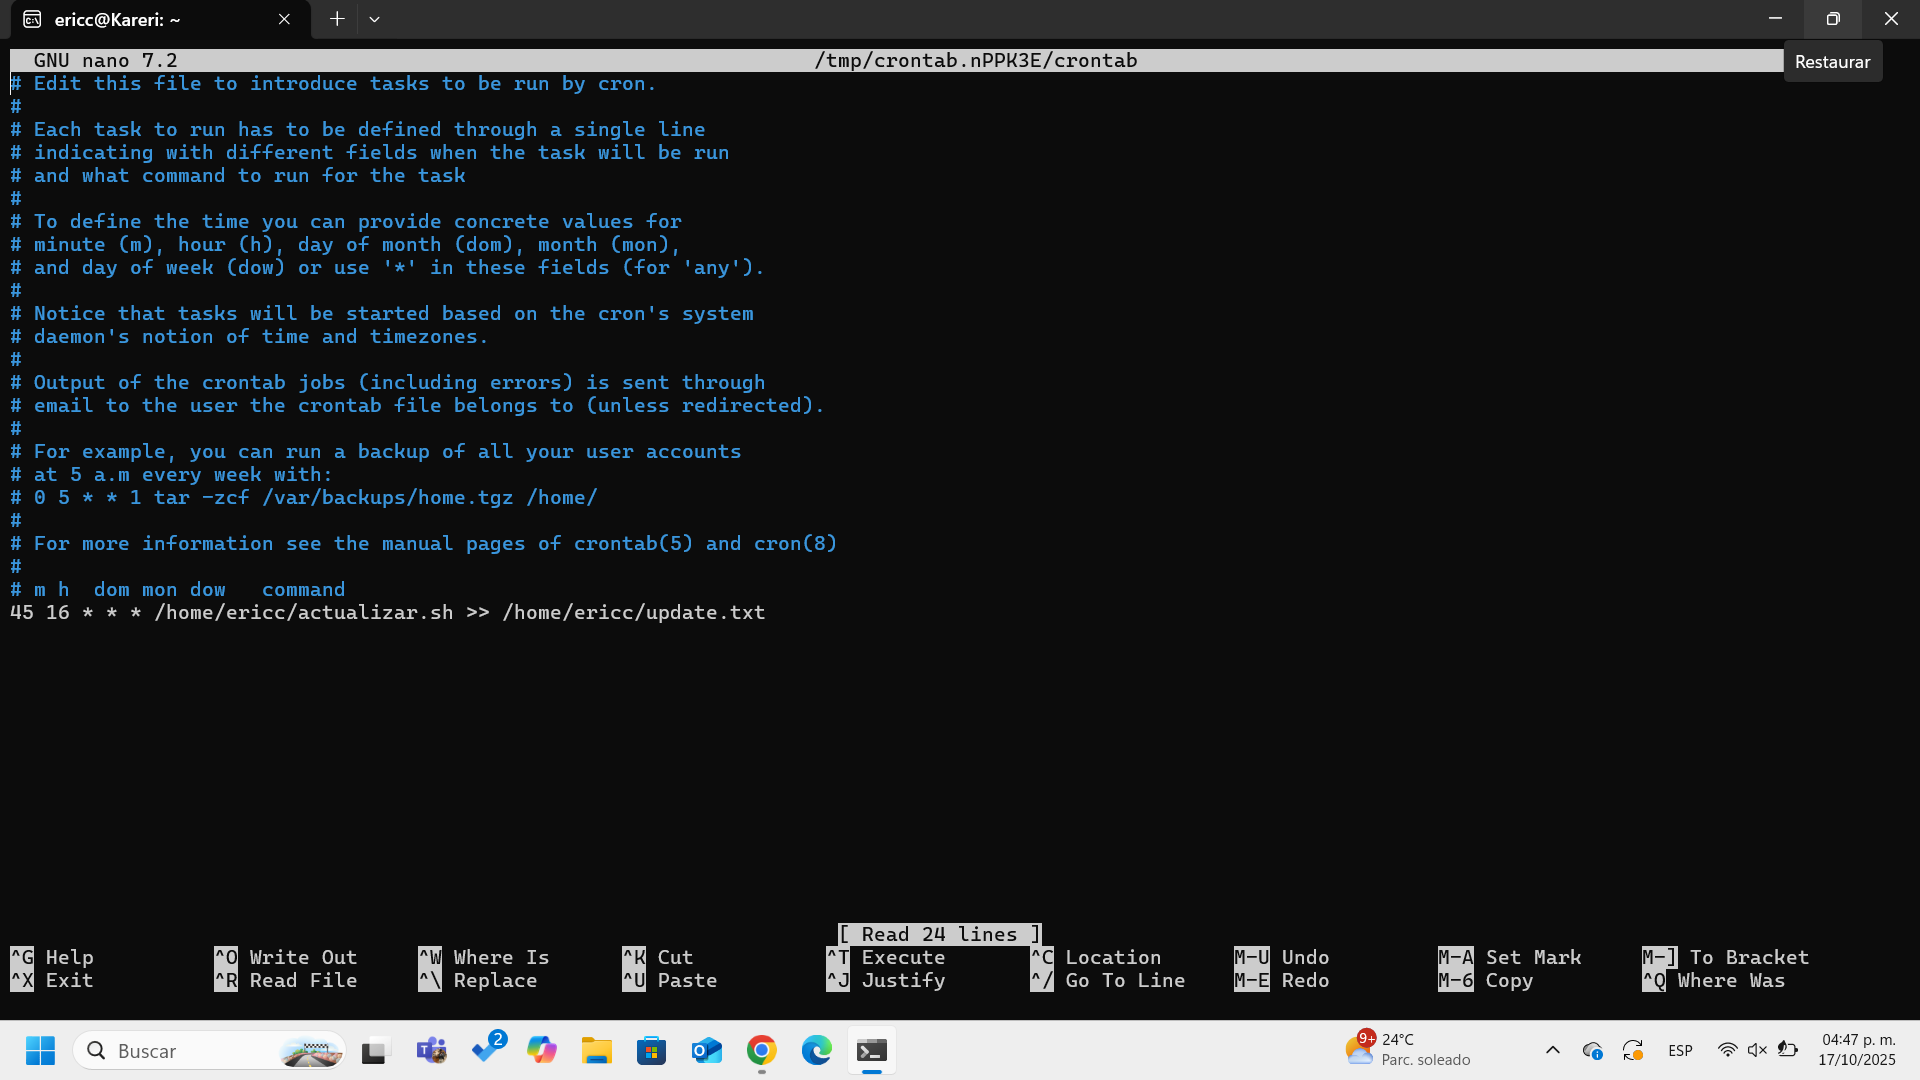 ericc@Kareri: ~
GNU nano 7.2 /tmp/crontab.nPPK3E/crontab
Restaurar
# Edit this file to introduce tasks to be run by cron.
#
# Each task to run has to be defined through a single line
# indicating with different fields when the task will be run
# and what command to run for the task
#
# To define the time you can provide concrete values for
# minute (m), hour (h), day of month (dom), month (mon),
# and day of week (dow) or use '*' in these fields (for 'any').
#
# Notice that tasks will be started based on the cron's system
# daemon's notion of time and timezones.
#
# Output of the crontab jobs (including errors) is sent through
# email to the user the crontab file belongs to (unless redirected).
#
# For example, you can run a backup of all your user accounts
# at 5 a.m every week with:
# 0 5 * * 1 tar -zcf /var/backups/home.tgz /home/
#
# For more information see the manual pages of crontab(5) and cron(8)
#
# m h  dom mon dow   command
45 16 * * * /home/ericc/actualizar.sh >> /home/ericc/update.txt
[ Read 24 lines ]
^G Help ^O Write Out ^W Where Is ^K Cut ^T Execute ^C Location M-U Undo M-A Set Mark M-] To Bracket
^X Exit ^R Read File ^\ Replace ^U Paste ^J Justify ^/ Go To Line M-E Redo M-6 Copy ^Q Where Was
Buscar
2
9+
24°C
Parc. soleado
ESP
04:47 p. m.
17/10/2025